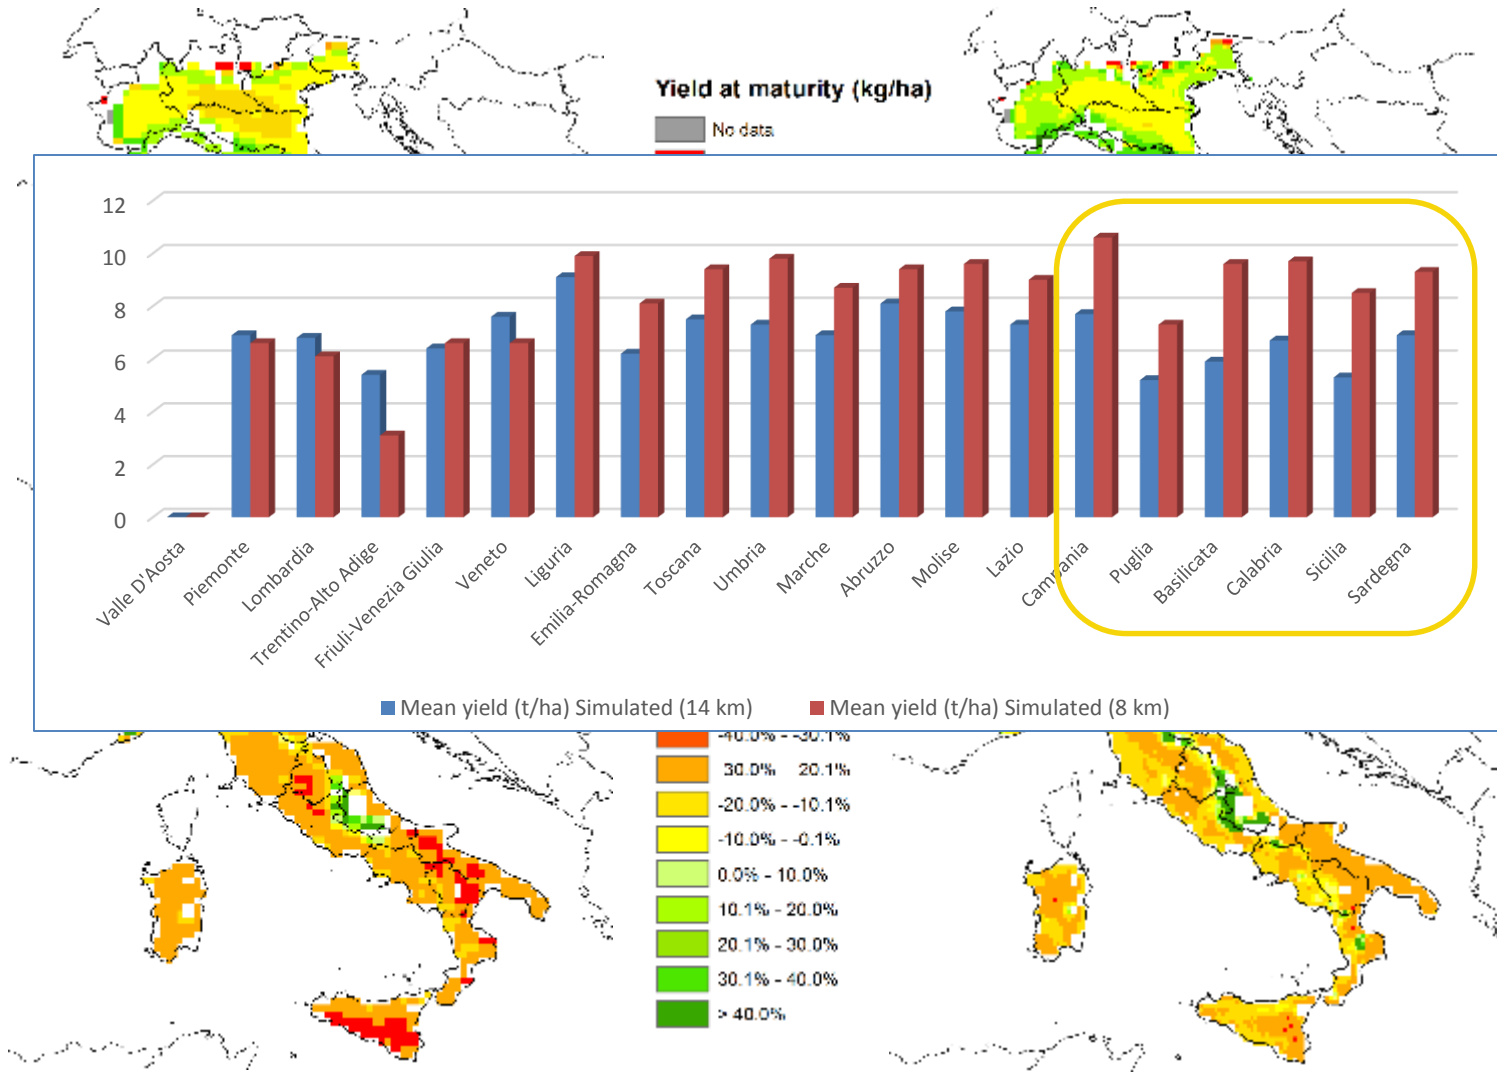 Yield at maturity (kg/ha)
No data
12
10
8
6
4
2
0
Valle D'Aosta
Piemonte
Lombardia
Trentino-Alto Adige
Friuli-Venezia Giulia
Veneto
Liguria
Emilia-Romagna
Toscana
Umbria
Marche
Abruzzo
Molise
Lazio
Campania
Puglia
Basilicata
Calabria
Sicilia
Sardegna
Mean yield (t/ha) Simulated (14 km)
Mean yield (t/ha) Simulated (8 km)
-40.0% - -30.1%
30.0% 20.1%
-20.0% - -10.1%
-10.0% - -0.1%
0.0% - 10.0%
10.1% - 20.0%
20.1% - 30.0%
30.1% - 40.0%
> 40.0%